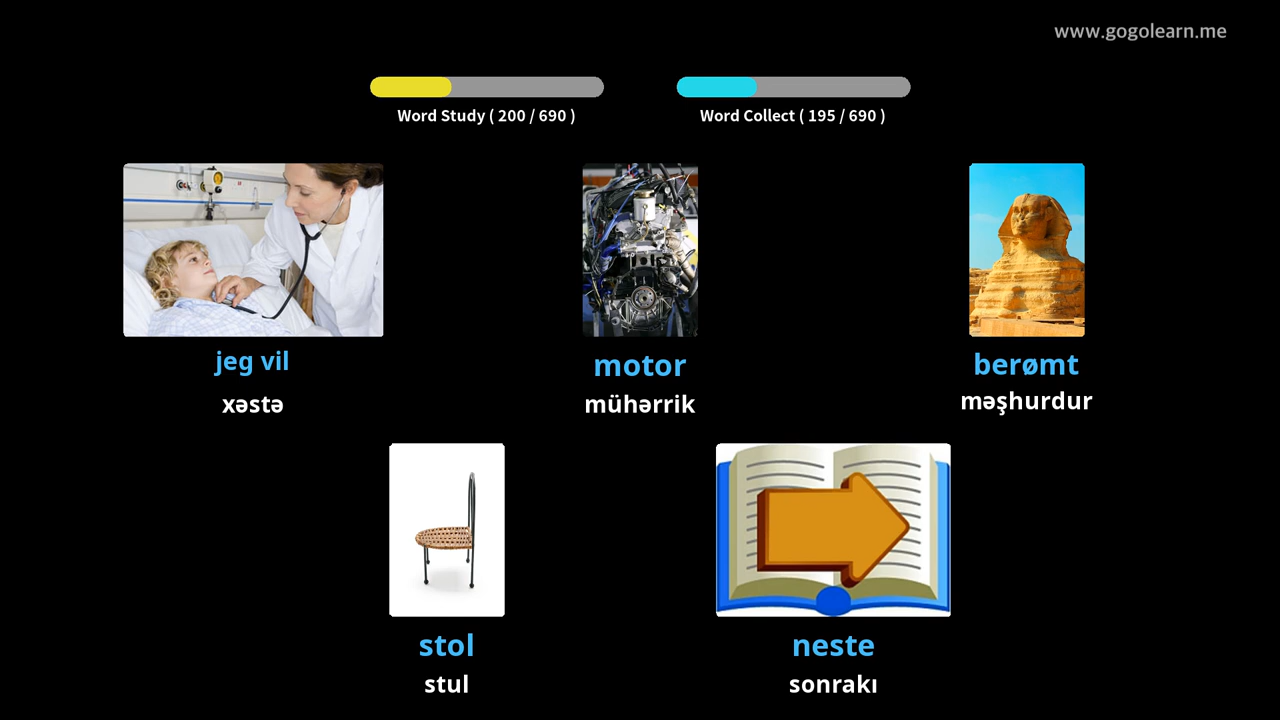 www.gogolearn.me
Word Study ( 200 / 690 )
Word Collect ( 195 / 690 )
jeg vil
xəstə
motor
mühərrik
berømt
məşhurdur
stol
stul
neste
sonrakı